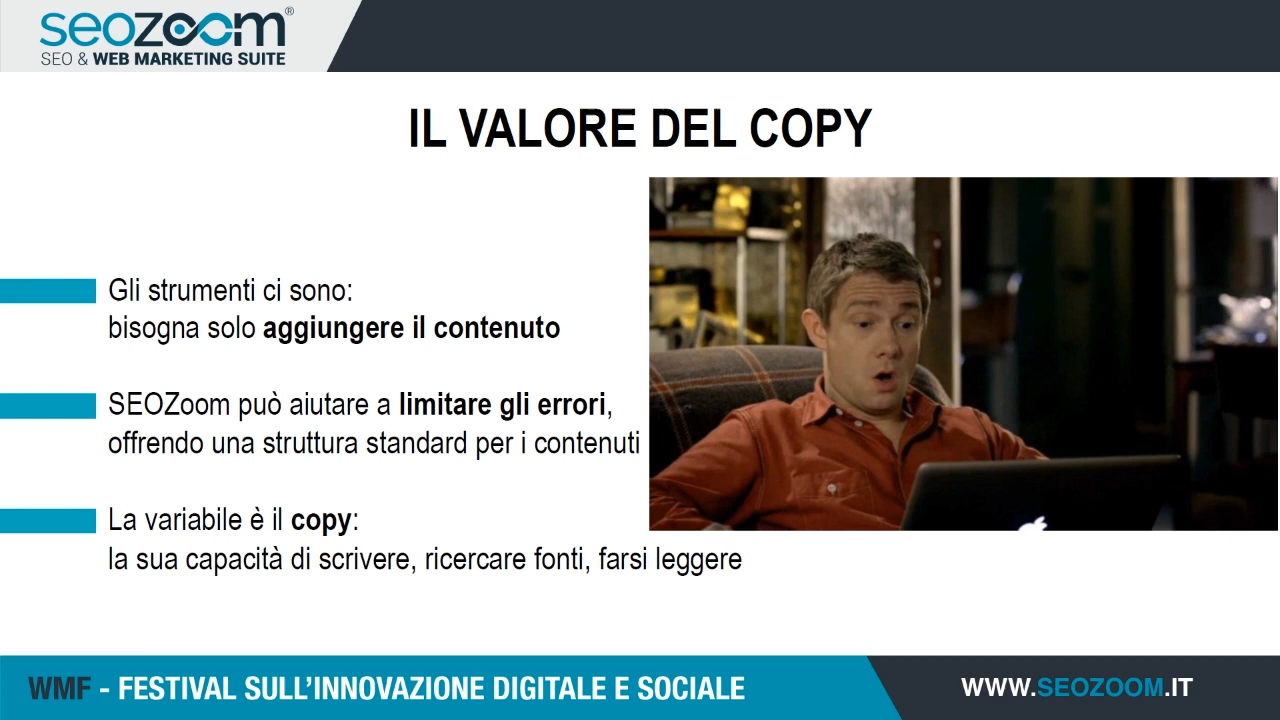 seozoom®
SEO & WEB MARKETING SUITE
IL VALORE DEL COPY
Gli strumenti ci sono:
bisogna solo aggiungere il contenuto
SEOZoom può aiutare a limitare gli errori,
offrendo una struttura standard per i contenuti
La variabile è il copy:
la sua capacità di scrivere, ricercare fonti, farsi leggere
WMF - FESTIVAL SULL'INNOVAZIONE DIGITALE E SOCIALE
WWW.SEOZOOM.IT